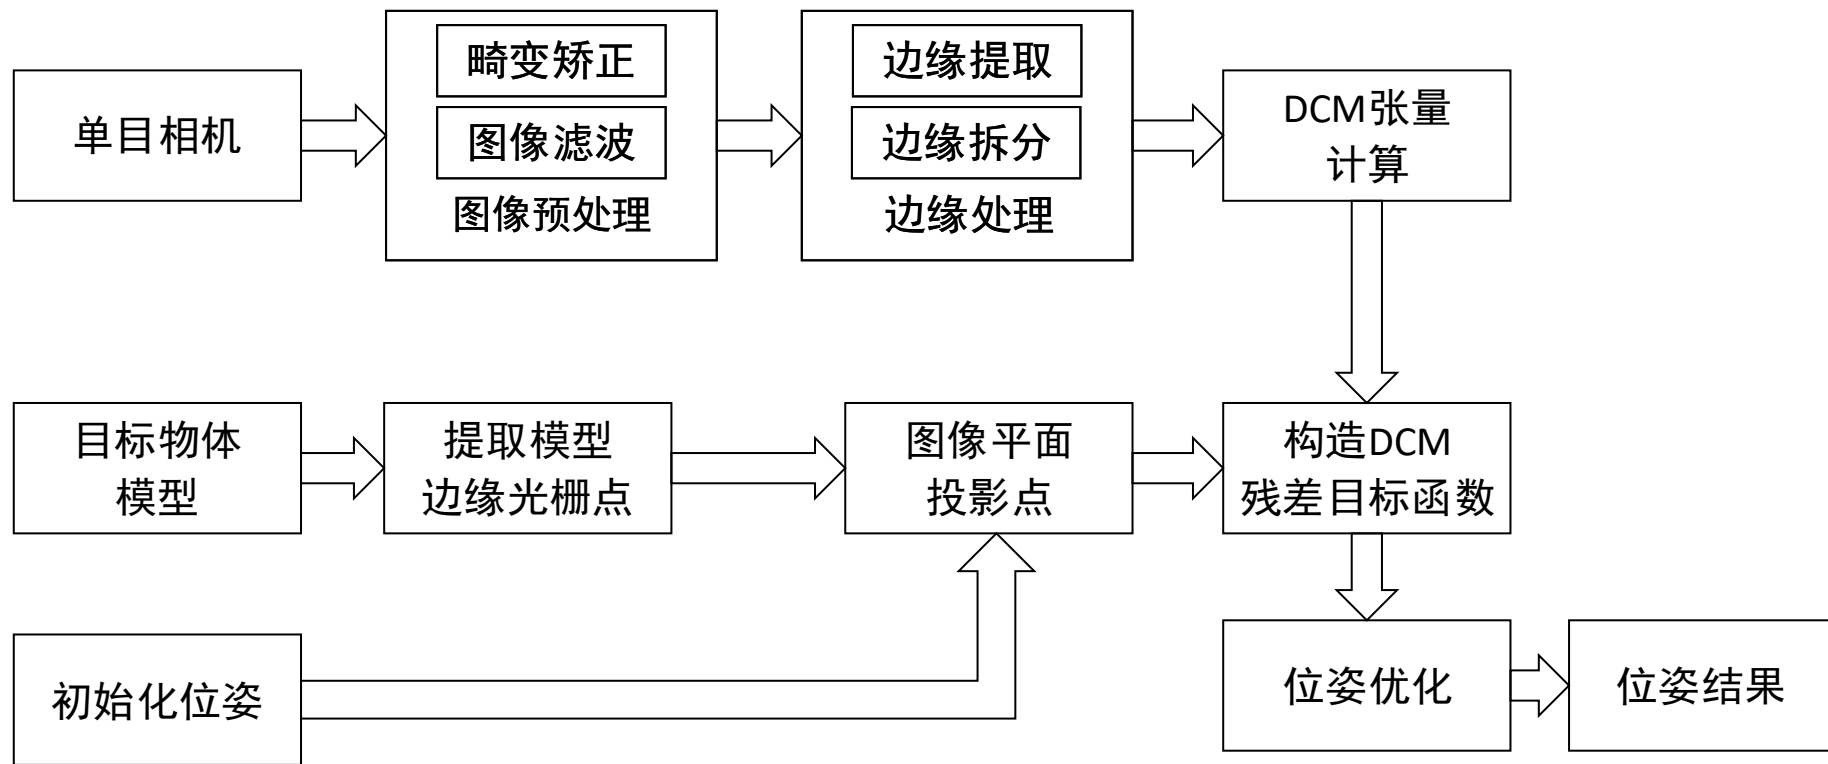 单目相机
畸变矫正
图像滤波
图像预处理
边缘提取
边缘拆分
边缘处理
DCM张量
计算
目标物体
模型
提取模型
边缘光栅点
图像平面
投影点
构造DCM
残差目标函数
初始化位姿
位姿优化
位姿结果